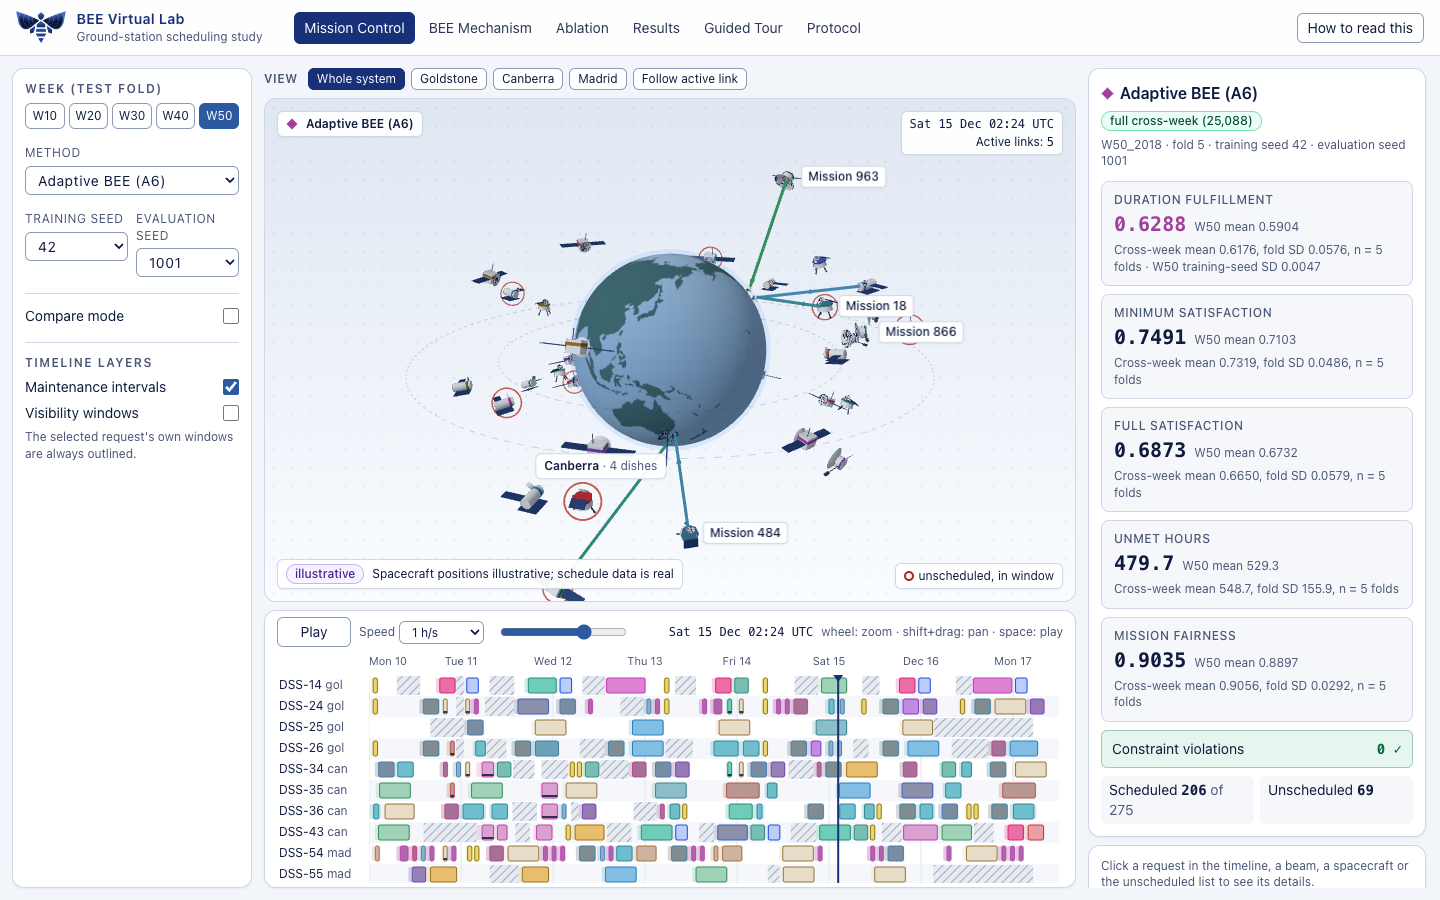 BEE Virtual Lab
Ground-station scheduling study
Mission Control
BEE Mechanism
Ablation
Results
Guided Tour
Protocol
How to read this
WEEK (TEST FOLD)
W10 W20 W30 W40 W50
METHOD
Adaptive BEE (A6)
TRAINING SEED
42
EVALUATION SEED
1001
Compare mode
TIMELINE LAYERS
Maintenance intervals
Visibility windows
The selected request's own windows
are always outlined.
VIEW Whole system Goldstone Canberra Madrid Follow active link
Adaptive BEE (A6)
Sat 15 Dec 02:24 UTC
Active links: 5
Mission 963
Mission 18
Mission 866
Canberra · 4 dishes
Mission 484
illustrative Spacecraft positions illustrative; schedule data is real
unscheduled, in window
Play Speed 1 h/s Sat 15 Dec 02:24 UTC wheel: zoom · shift+drag: pan · space: play
Mon 10 Tue 11 Wed 12 Thu 13 Fri 14 Sat 15 Dec 16 Mon 17
DSS-14 gol
DSS-24 gol
DSS-25 gol
DSS-26 gol
DSS-34 can
DSS-35 can
DSS-36 can
DSS-43 can
DSS-54 mad
DSS-55 mad
Adaptive BEE (A6)
full cross-week (25,088)
W50_2018 · fold 5 · training seed 42 · evaluation seed
1001
DURATION FULFILLMENT
0.6288 W50 mean 0.5904
Cross-week mean 0.6176, fold SD 0.0576, n = 5
folds · W50 training-seed SD 0.0047
MINIMUM SATISFACTION
0.7491 W50 mean 0.7103
Cross-week mean 0.7319, fold SD 0.0486, n = 5
folds
FULL SATISFACTION
0.6873 W50 mean 0.6732
Cross-week mean 0.6650, fold SD 0.0579, n = 5
folds
UNMET HOURS
479.7 W50 mean 529.3
Cross-week mean 548.7, fold SD 155.9, n = 5 folds
MISSION FAIRNESS
0.9035 W50 mean 0.8897
Cross-week mean 0.9056, fold SD 0.0292, n = 5
folds
Constraint violations 0 ✓
Scheduled 206 of
275
Unscheduled 69
Click a request in the timeline, a beam, a spacecraft or
the unscheduled list to see its details.